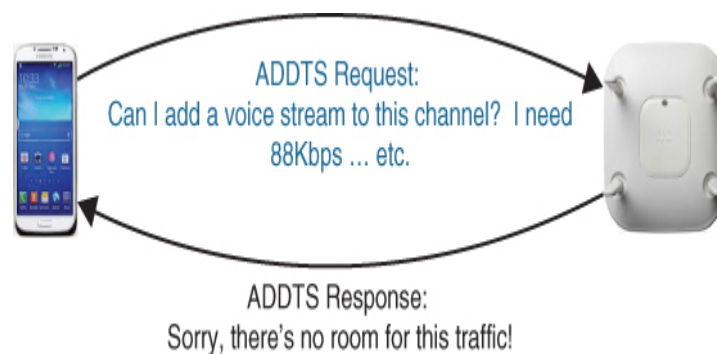 SAMSUNG
ADDTS Request:
Can I add a voice stream to this channel? I need
88Kbps ... etc.
ADDTS Response:
Sorry, there's no room for this traffic!